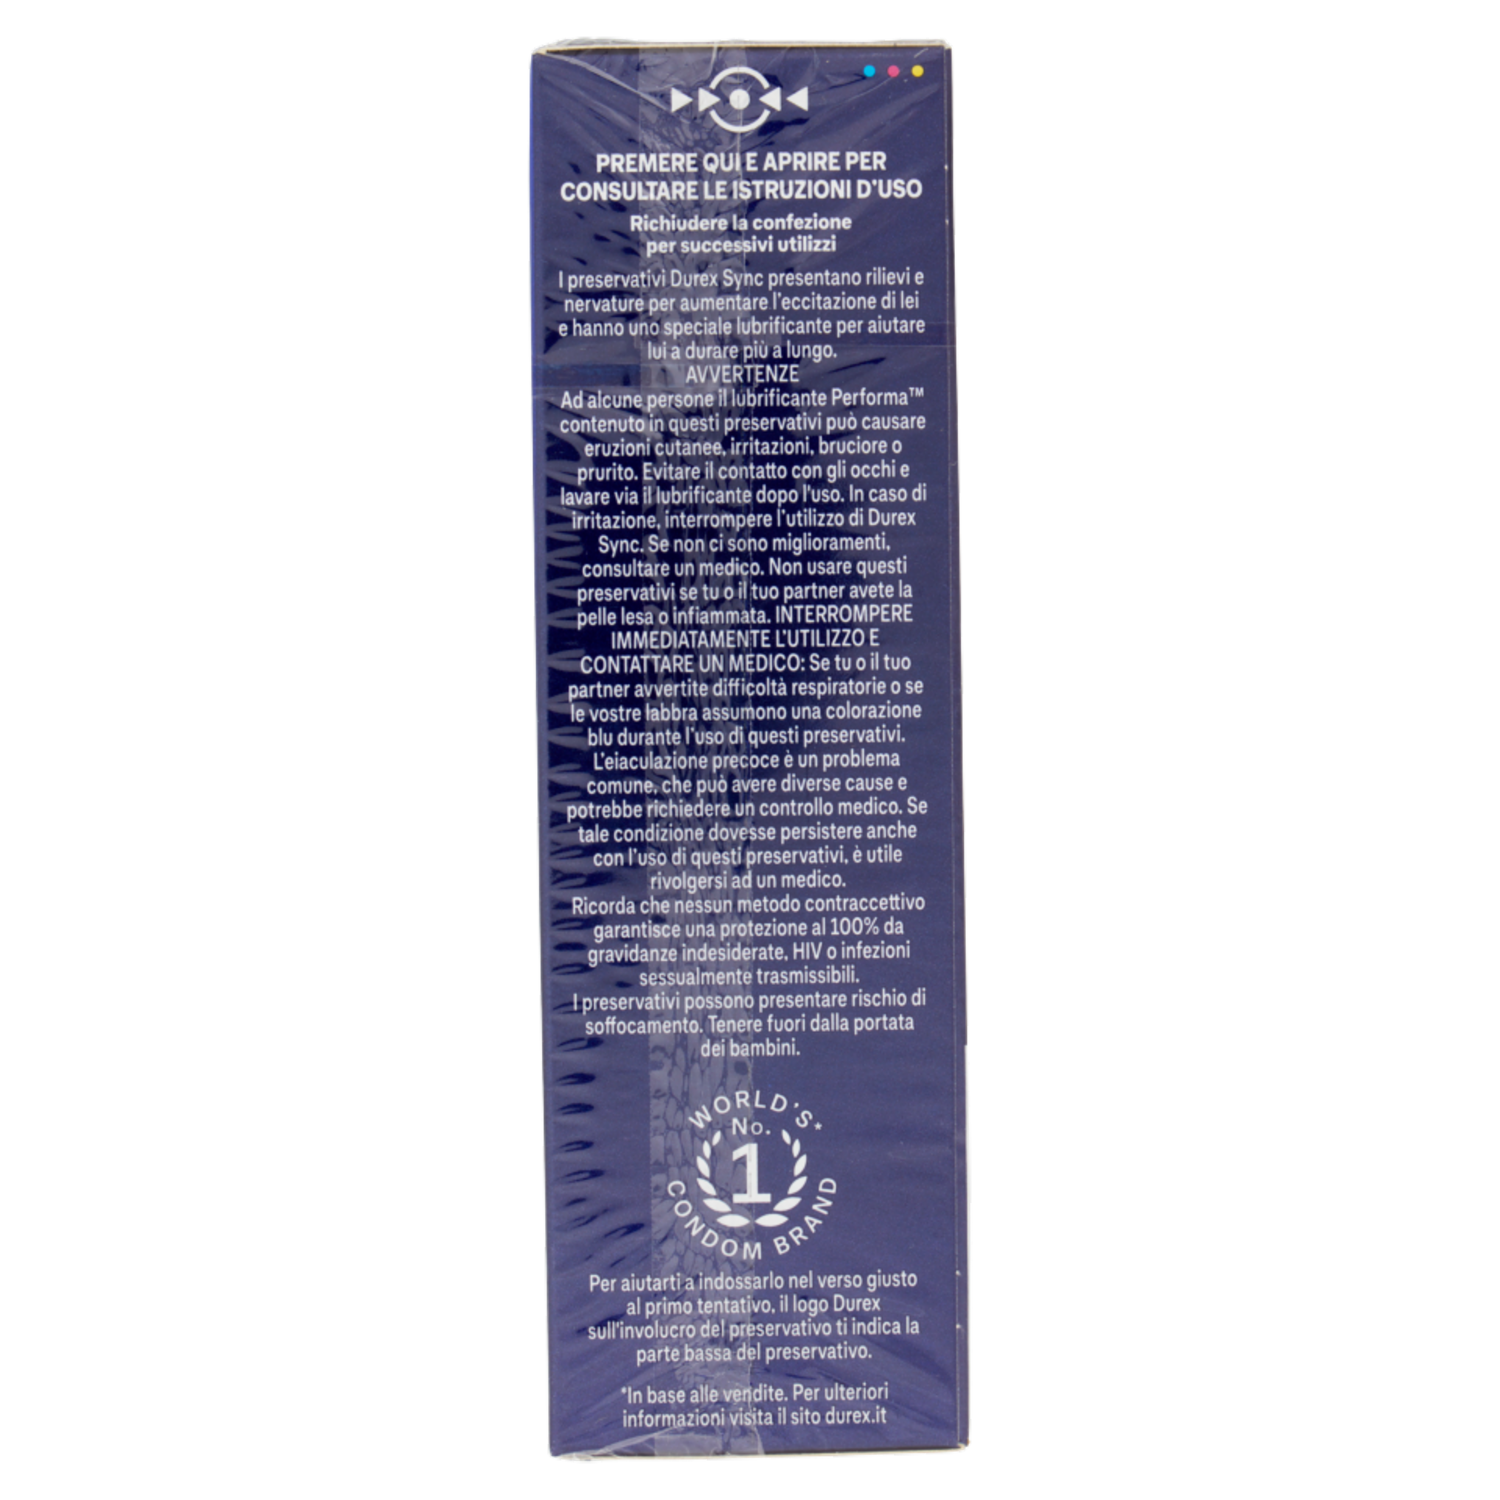 PREMERE QUI E APRIRE PER
CONSULTARE LE ISTRUZIONI D'USO
Richiudere la confezione
per successivi utilizzi
I preservativi Durex Sync presentano rilievi e
nervature per aumentare l'eccitazione di lei
e hanno uno speciale lubrificante per aiutare
lui a durare più a lungo.
AVVERTENZE
Ad alcune persone il lubrificante Performa™
contenuto in questi preservativi può causare
eruzioni cutanee, irritazioni, bruciore o
prurito. Evitare il contatto con gli occhi e
lavare via il lubrificante dopo l'uso. In caso di
irritazione, interrompere l'utilizzo di Durex
Sync. Se non ci sono miglioramenti,
consultare un medico. Non usare questi
preservativi se tu o il tuo partner avete la
pelle lesa o infiammata. INTERROMPERE
IMMEDIATAMENTE L'UTILIZZO E
CONTATTARE UN MEDICO: Se tu o il tuo
partner avvertite difficoltà respiratorie o se
le vostre labbra assumono una colorazione
blu durante l'uso di questi preservativi.
L'eiaculazione precoce è un problema
comune, che può avere diverse cause e
potrebbe richiedere un controllo medico. Se
tale condizione dovesse persistere anche
con l'uso di questi preservativi, è utile
rivolgersi ad un medico.
Ricorda che nessun metodo contraccettivo
garantisce una protezione al 100% da
gravidanze indesiderate, HIV o infezioni
sessualmente trasmissibili.
I preservativi possono presentare rischio di
soffocamento. Tenere fuori dalla portata
dei bambini.
WORLD'S*
No.
1
CONDOM BRAND
Per aiutarti a indossarlo nel verso giusto
al primo tentativo, il logo Durex
sull'involucro del preservativo ti indica la
parte bassa del preservativo.
*In base alle vendite. Per ulteriori
informazioni visita il sito durex.it